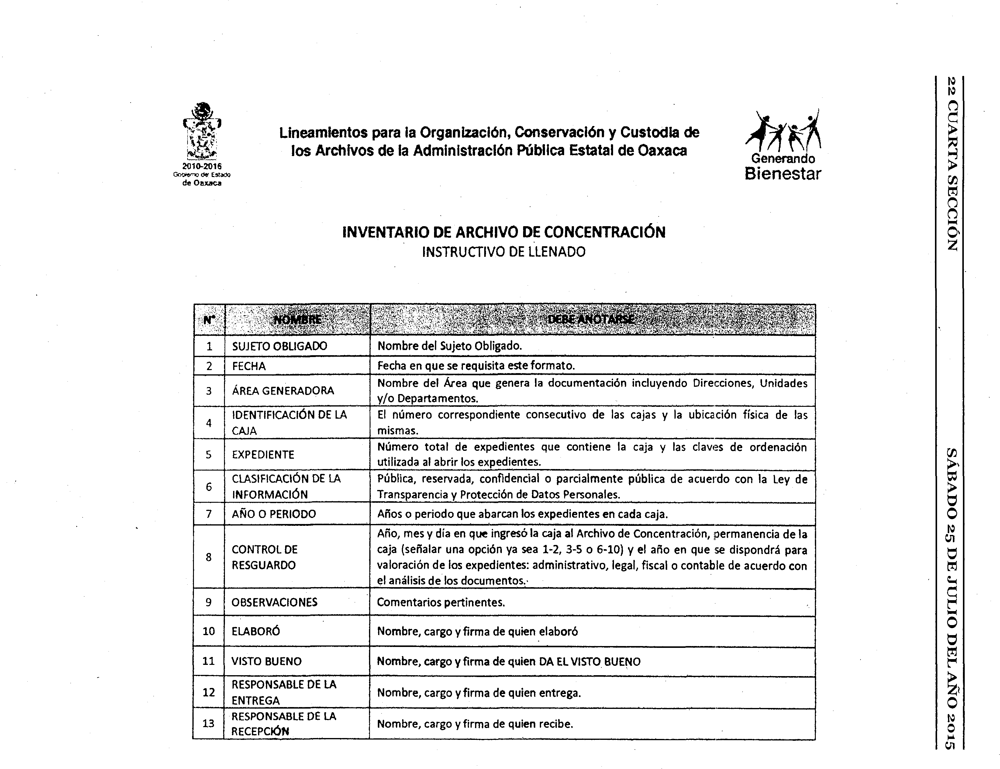 2010-2016
Gobierno del Estado
de Oaxaca
Lineamientos para la Organización, Conservación y Custodia de
los Archivos de la Administración Pública Estatal de Oaxaca
Generando
Bienestar
INVENTARIO DE ARCHIVO DE CONCENTRACIÓN
INSTRUCTIVO DE LLENADO
N° NOMBRE DEBE ANOTARSE
1 SUJETO OBLIGADO Nombre del Sujeto Obligado.
2 FECHA Fecha en que se requisita este formato.
3 ÁREA GENERADORA Nombre del Área que genera la documentación incluyendo Direcciones, Unidades
y/o Departamentos.
4 IDENTIFICACIÓN DE LA
CAJA
El número correspondiente consecutivo de las cajas y la ubicación física de las
mismas.
5 EXPEDIENTE Número total de expedientes que contiene la caja y las claves de ordenación
utilizada al abrir los expedientes.
6 CLASIFICACIÓN DE LA
INFORMACIÓN
Pública, reservada, confidencial o parcialmente pública de acuerdo con la Ley de
Transparencia y Protección de Datos Personales.
7 AÑO O PERIODO Años o periodo que abarcan los expedientes en cada caja.
8 CONTROL DE
RESGUARDO
Año, mes y día en que ingresó la caja al Archivo de Concentración, permanencia de la
caja (señalar una opción ya sea 1-2, 3-5 o 6-10) y el año en que se dispondrá para
valoración de los expedientes: administrativo, legal, fiscal o contable de acuerdo con
el análisis de los documentos.
9 OBSERVACIONES Comentarios pertinentes.
10 ELABORÓ Nombre, cargo y firma de quien elaboró
11 VISTO BUENO Nombre, cargo y firma de quien DA EL VISTO BUENO
12 RESPONSABLE DE LA
ENTREGA
Nombre, cargo y firma de quien entrega.
13 RESPONSABLE DE LA
RECEPCIÓN
Nombre, cargo y firma de quien recibe.
22 CUARTA SECCIÓN
SÁBADO 25 DE JULIO DEL AÑO 2015